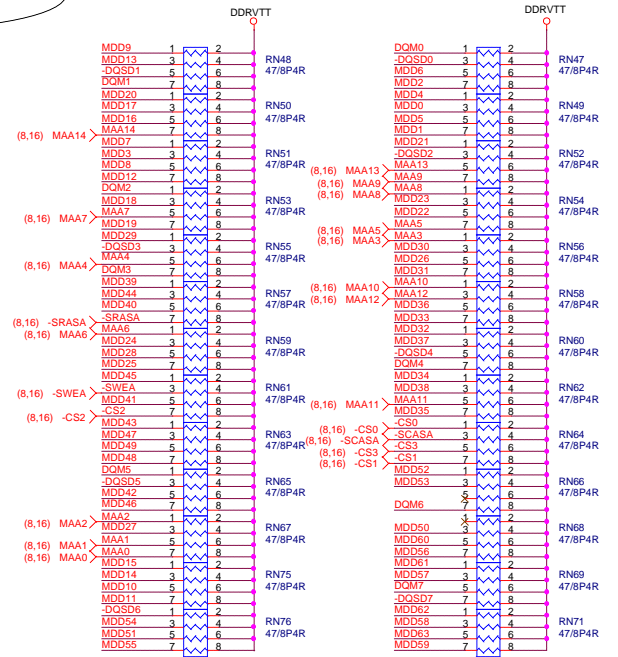 DDRVTT
MDD9 1 2
MDD13 3 4 RN48
-DQSD1 5 6 47/8P4R
DQM1 7 8
MDD20 1 2
MDD17 3 4 RN50
MDD16 5 6 47/8P4R
(8,16) MAA14 MAA14 7 8
MDD7 1 2
MDD3 3 4 RN51
MDD8 5 6 47/8P4R
MDD12 7 8
DQM2 1 2
MDD18 3 4 RN53
(8,16) MAA7 MAA7 5 6 47/8P4R
MDD19 7 8
MDD29 1 2
-DQSD3 3 4 RN55
(8,16) MAA4 MAA4 5 6 47/8P4R
DQM3 7 8
MDD39 1 2
MDD44 3 4 RN57
MDD40 5 6 47/8P4R
(8,16) -SRASA -SRASA 7 8
(8,16) MAA6 MAA6 1 2
MDD24 3 4 RN59
MDD28 5 6 47/8P4R
MDD25 7 8
MDD45 1 2
(8,16) -SWEA -SWEA 3 4 RN61
MDD41 5 6 47/8P4R
(8,16) -CS2 -CS2 7 8
MDD43 1 2
MDD47 3 4 RN63
MDD49 5 6 47/8P4R
MDD48 7 8
DQM5 1 2
-DQSD5 3 4 RN65
MDD42 5 6 47/8P4R
MDD46 7 8
(8,16) MAA2 MAA2 1 2
MDD27 3 4 RN67
(8,16) MAA1 MAA1 5 6 47/8P4R
(8,16) MAA0 MAA0 7 8
MDD15 1 2
MDD14 3 4 RN75
MDD10 5 6 47/8P4R
MDD11 7 8
-DQSD6 1 2
MDD54 3 4 RN76
MDD51 5 6 47/8P4R
MDD55 7 8
DDRVTT
DQM0 1 2
-DQSD0 3 4 RN47
MDD6 5 6 47/8P4R
MDD2 7 8
MDD4 1 2
MDD0 3 4 RN49
MDD5 5 6 47/8P4R
MDD1 7 8
MDD21 1 2
-DQSD2 3 4 RN52
(8,16) MAA13 MAA13 5 6 47/8P4R
(8,16) MAA9 MAA9 7 8
(8,16) MAA8 MAA8 1 2
MDD23 3 4 RN54
MDD22 5 6 47/8P4R
(8,16) MAA5 MAA5 7 8
(8,16) MAA3 MAA3 1 2
MDD30 3 4 RN56
MDD26 5 6 47/8P4R
MDD31 7 8
(8,16) MAA10 MAA10 1 2
(8,16) MAA12 MAA12 3 4 RN58
MDD36 5 6 47/8P4R
MDD33 7 8
MDD32 1 2
MDD37 3 4 RN60
-DQSD4 5 6 47/8P4R
DQM4 7 8
MDD34 1 2
MDD38 3 4 RN62
(8,16) MAA11 MAA11 5 6 47/8P4R
MDD35 7 8
(8,16) -CS0 -CS0 1 2
(8,16) -SCASA -SCASA 3 4 RN64
(8,16) -CS3 -CS3 5 6 47/8P4R
(8,16) -CS1 -CS1 7 8
MDD52 1 2
MDD53 3 4 RN66
5 6 47/8P4R
DQM6 7 8
1 2
MDD50 3 4 RN68
MDD60 5 6 47/8P4R
MDD56 7 8
MDD61 1 2
MDD57 3 4 RN69
DQM7 5 6 47/8P4R
-DQSD7 7 8
MDD62 1 2
MDD58 3 4 RN71
MDD63 5 6 47/8P4R
MDD59 7 8